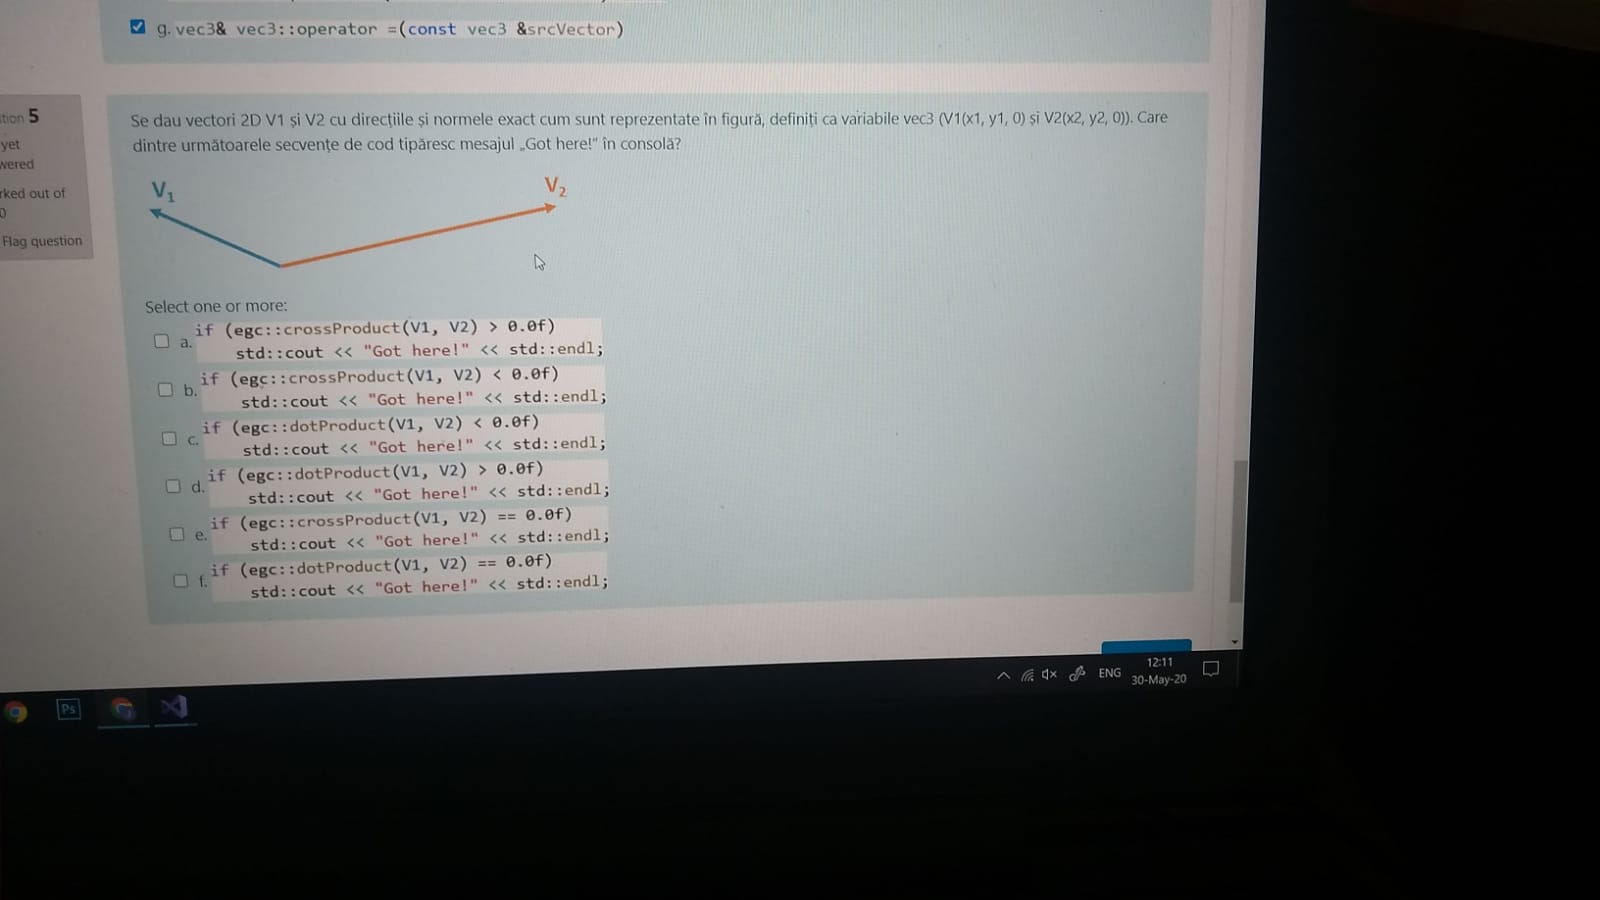 g. vec3& vec3::operator =(const vec3 &srcVector)
5
yet
Flag question
ked out of
Se dau vectori 2D V1 și V2 cu direcțiile și normele exact cum sunt reprezentate în figură, definiți ca variabile vec3 (V1(x1, y1, 0) și V2(x2, y2, 0)). Care
dintre următoarele secvențe de cod tipăresc mesajul „Got here!” în consolă?
V1
V2
Select one or more:
a. if (egc::crossProduct(V1, V2) > 0.0f)
std::cout << "Got here!" << std::endl;
b. if (egc::crossProduct(V1, V2) < 0.0f)
std::cout << "Got here!" << std::endl;
c. if (egc::dotProduct(V1, V2) < 0.0f)
std::cout << "Got here!" << std::endl;
d. if (egc::dotProduct(V1, V2) > 0.0f)
std::cout << "Got here!" << std::endl;
e. if (egc::crossProduct(V1, V2) == 0.0f)
std::cout << "Got here!" << std::endl;
f. if (egc::dotProduct(V1, V2) == 0.0f)
std::cout << "Got here!" << std::endl;
ENG
12:11
30-May-20
Ps